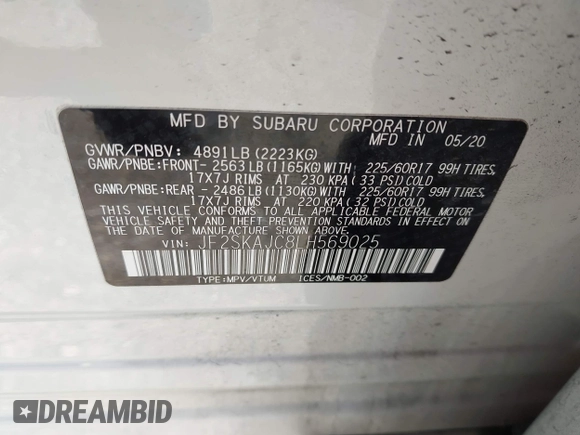 MFD BY SUBARU CORPORATION
MFD IN 05/20
GVWR/PNBV: 4891LB(2223KG)
GAWR/PNBE:FRONT-2563LB(1165KG)WITH 225/60R17 99H TIRES,
17X7J RIMS AT 230 KPA (33 PSI)COLD
GAWR/PNBE:REAR -2486LB(1130KG)WITH 225/60R17 99H TIRES,
17X7J RIMS AT 220 KPA (32 PSI)COLD
THIS VEHICLE CONFORMS TO ALL APPLICABLE FEDERAL MOTOR
VEHICLE SAFETY STANDARDS IN EFFECT ON
THE DATE OF MANUFACTURE SHOWN ABOVE.
VIN: JF2SKAJC8LH569025
TYPE:MPV/VTUM ICES/NMB-002
DREAMBID